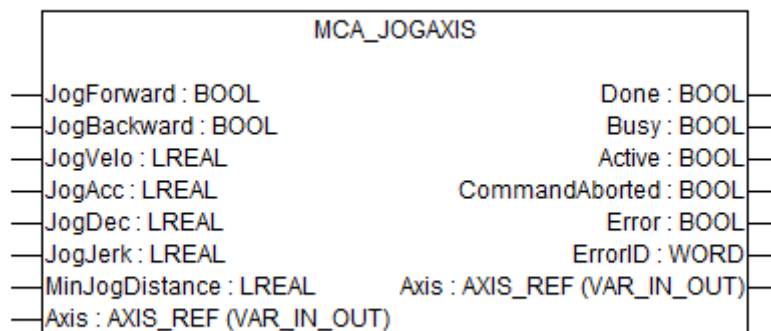 MCA_JOGAXIS
JogForward : BOOL Done : BOOL
JogBackward : BOOL Busy : BOOL
JogVelo : LREAL Active : BOOL
JogAcc : LREAL CommandAborted : BOOL
JogDec : LREAL Error : BOOL
JogJerk : LREAL ErrorID : WORD
MinJogDistance : LREAL Axis : AXIS_REF (VAR_IN_OUT)
Axis : AXIS_REF (VAR_IN_OUT)